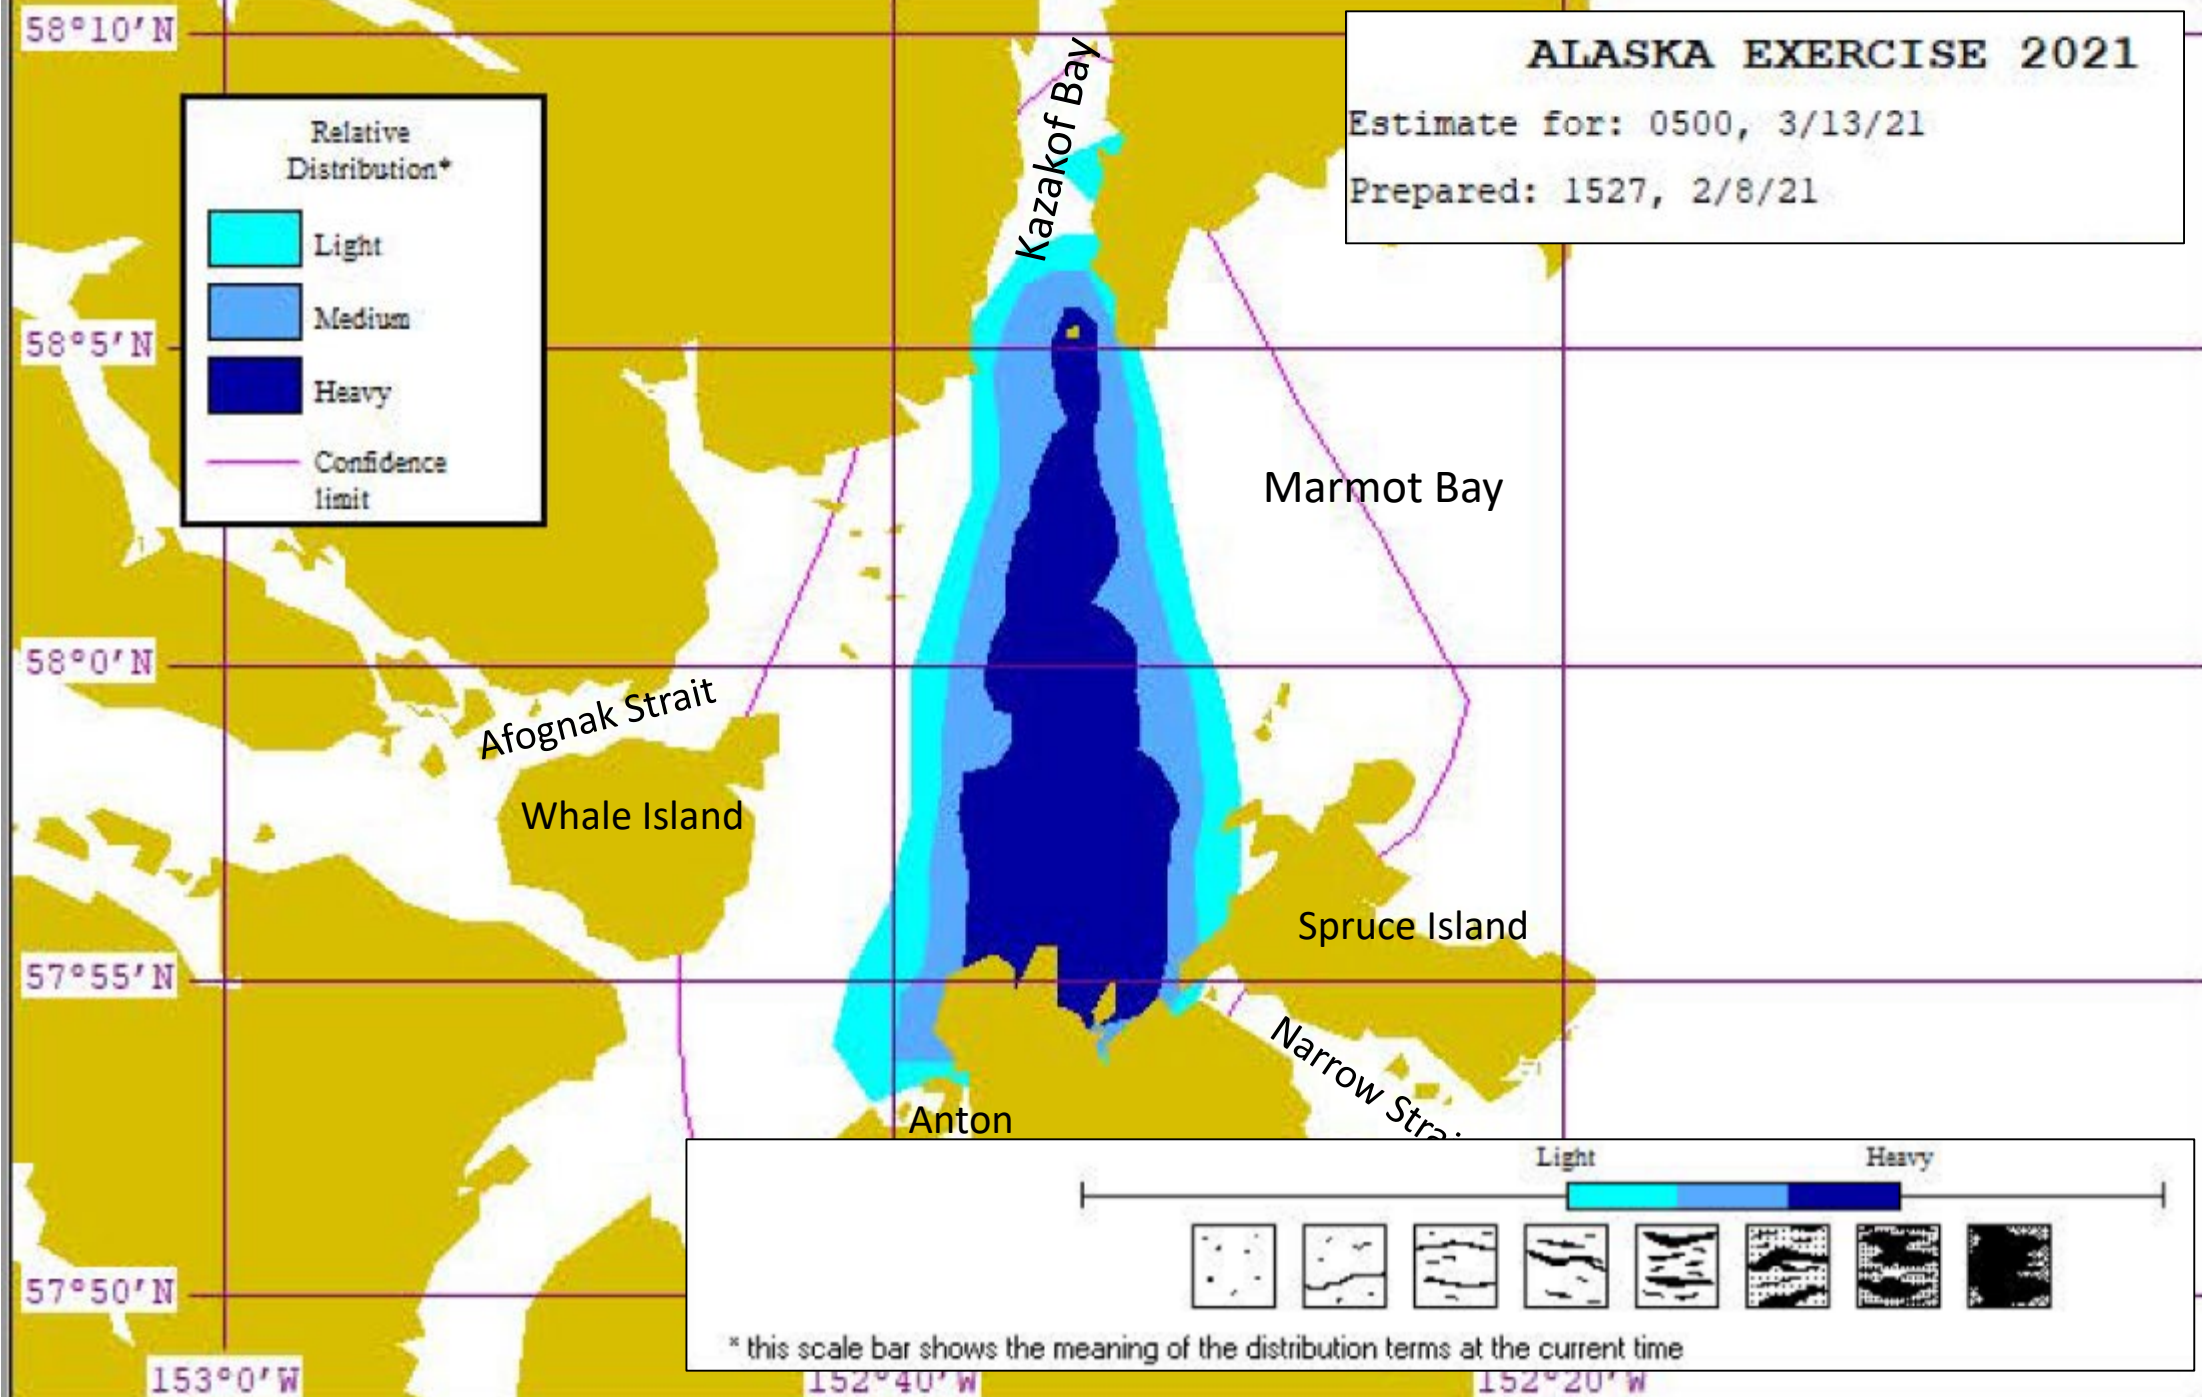 58°10'N
ALASKA EXERCISE 2021
Estimate for: 0500, 3/13/21
Prepared: 1527, 2/8/21
Kazakof Bay
Relative
Distribution*
Light
Medium
Heavy
Confidence
limit
58°5'N
Marmot Bay
58°0'N
Afognak Strait
Whale Island
Spruce Island
57°55'N
Narrow
Anton
Light Heavy
57°50'N
* this scale bar shows the meaning of the distribution terms at the current time
153°0'W
152°40'W
152°20'W